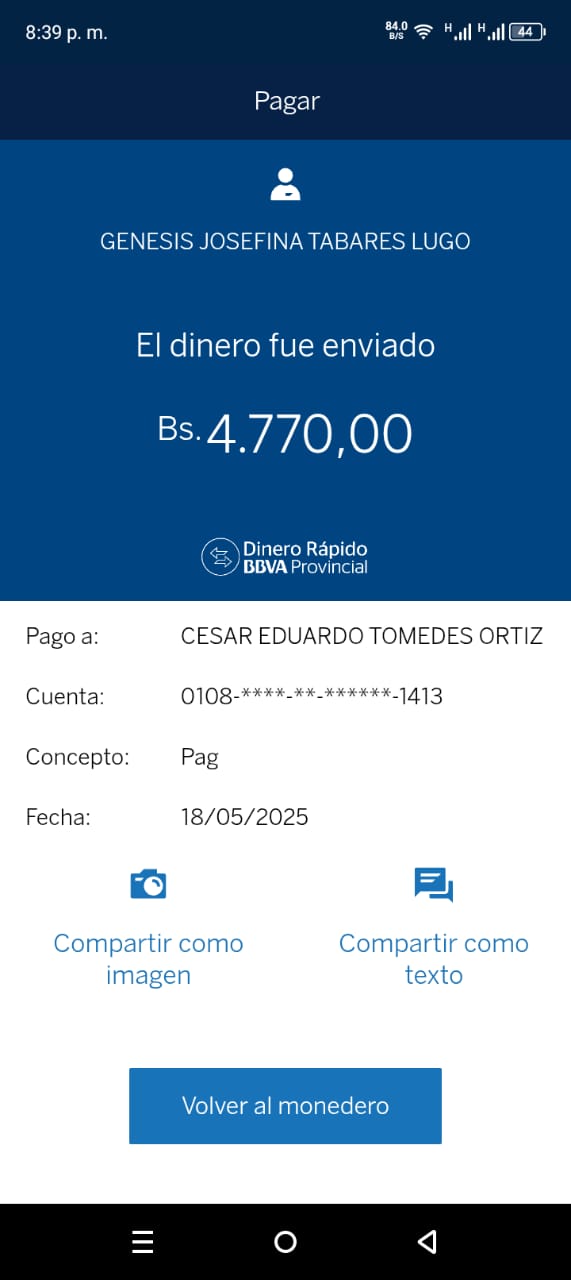 8:39 p. m.
84.0
B/S
H
H
44
Pagar
GENESIS JOSEFINA TABARES LUGO
El dinero fue enviado
Bs. 4.770,00
Dinero Rápido
BBVA Provincial
Pago a: CESAR EDUARDO TOMEDES ORTIZ
Cuenta: 0108-****-**-******-1413
Concepto: Pag
Fecha: 18/05/2025
Compartir como
imagen
Compartir como
texto
Volver al monedero